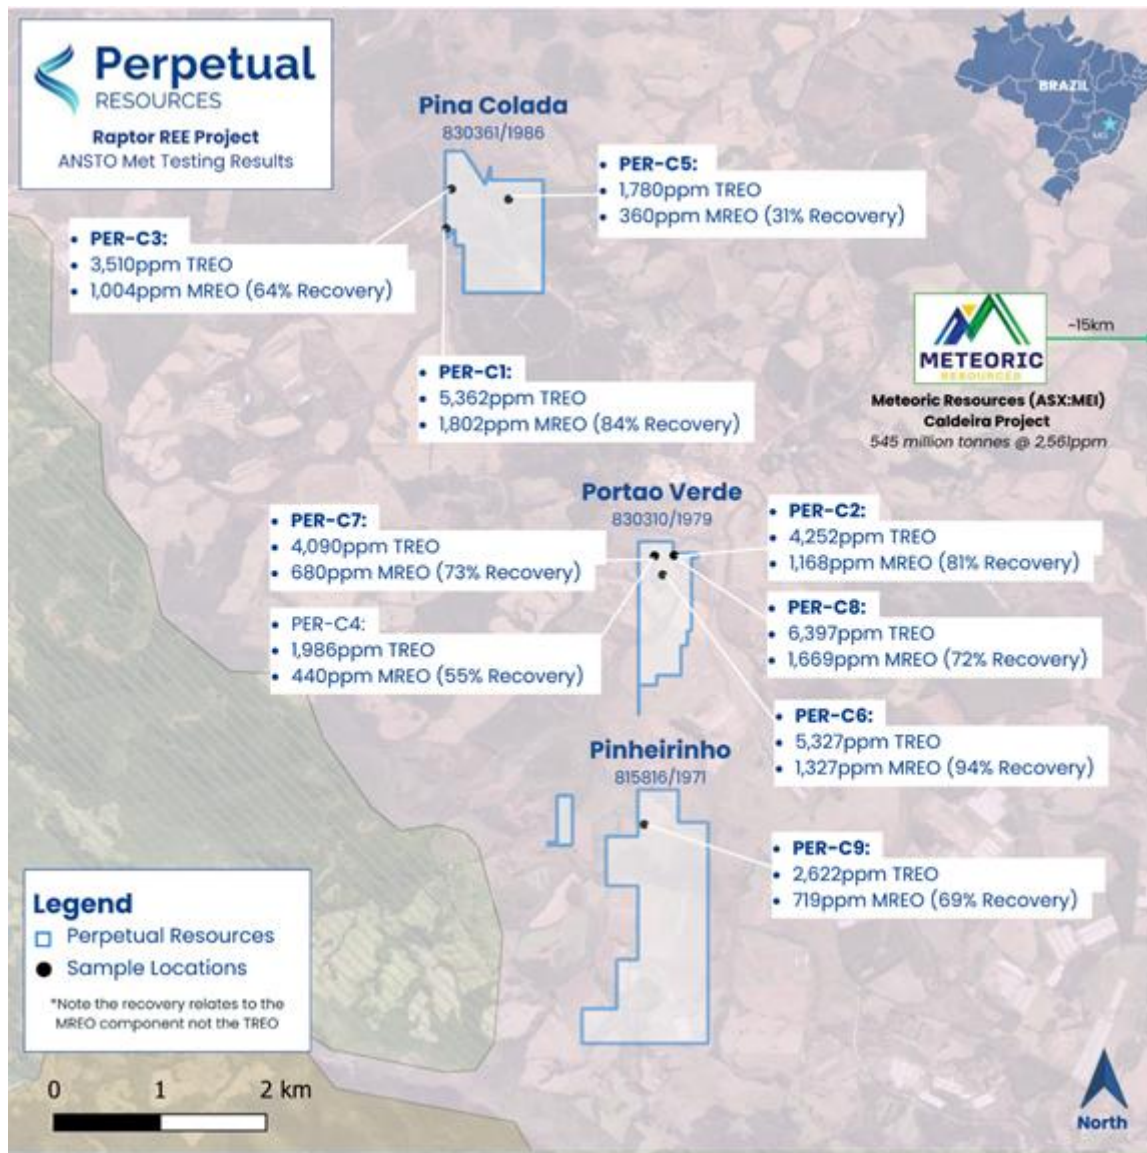 Perpetual
RESOURCES
Raptor REE Project
ANSTO Met Testing Results
BRAZIL
Pina Colada
830361/1986
• PER-C5:
• 1,780ppm TREO
• 360ppm MREO (31% Recovery)
• PER-C3:
• 3,510ppm TREO
• 1,004ppm MREO (64% Recovery)
~15km
METEORIC
RESOURCES
Meteoric Resources (ASX:MEI)
Caldeira Project
545 million tonnes @ 2,561ppm
• PER-C1:
• 5,362ppm TREO
• 1,802ppm MREO (84% Recovery)
Portao Verde
830310/1979
• PER-C7:
• 4,090ppm TREO
• 680ppm MREO (73% Recovery)
• PER-C2:
• 4,252ppm TREO
• 1,168ppm MREO (81% Recovery)
• PER-C4:
• 1,986ppm TREO
• 440ppm MREO (55% Recovery)
• PER-C8:
• 6,397ppm TREO
• 1,669ppm MREO (72% Recovery)
• PER-C6:
• 5,327ppm TREO
• 1,327ppm MREO (94% Recovery)
Pinheirinho
815816/1971
• PER-C9:
• 2,622ppm TREO
• 719ppm MREO (69% Recovery)
Legend
Perpetual Resources
Sample Locations
*Note the recovery relates to the
MREO component not the TREO
0 1 2 km
North